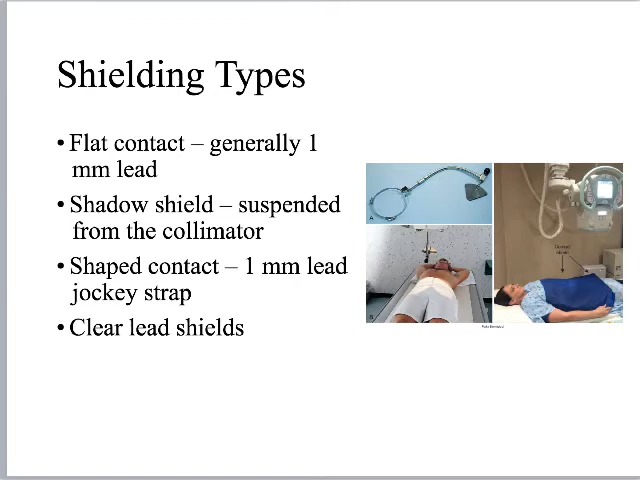 Shielding Types
• Flat contact – generally 1
mm lead
• Shadow shield – suspended
from the collimator
• Shaped contact – 1 mm lead
jockey strap
• Clear lead shields
A
B